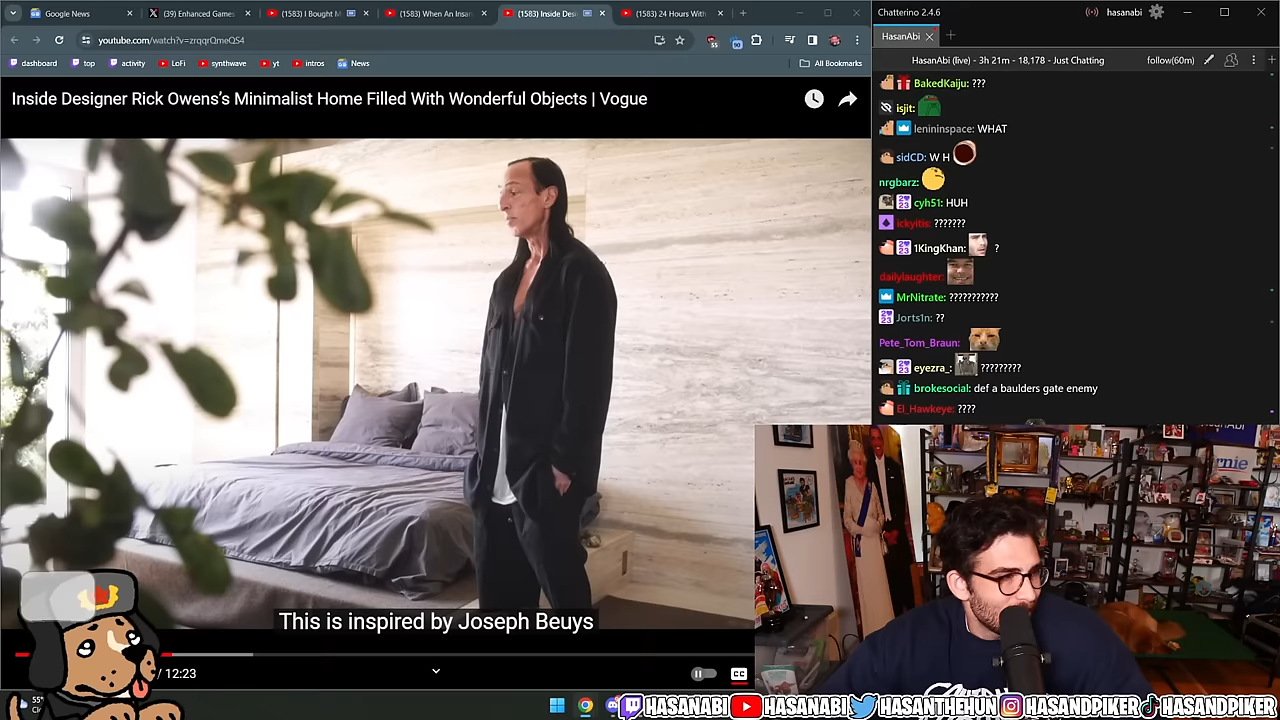 Google News
(39) Enhanced Games
(1583) I Bought M
(1583) When An Insan
(1583) Inside Desi
(1583) 24 Hours With
youtube.com/watch?v=zrqqrQmeQS4
dashboard
top
activity
LoFi
synthwave
yt
intros
News
All Bookmarks
Inside Designer Rick Owens's Minimalist Home Filled With Wonderful Objects | Vogue
This is inspired by Joseph Beuys
/ 12:23
CC
Chatterino 2.4.6
hasanabi
HasanAbi
HasanAbi (live) - 3h 21m - 18,178 - Just Chatting
follow(60m)
BakedKaiju: ???
isjit:
lenininspace: WHAT
sidCD: W H
nrgbarz:
cyh51: HUH
ickyitis: ???????
1KingKhan: ?
dailylaughter:
MrNitrate: ???????????
Jorts1n: ??
Pete_Tom_Braun:
eyezra_: ?????????
brokesocial: def a baulders gate enemy
El_Hawkeye: ????
HASANABI
HASANABI
HASANTHEHUN
HASANDPIKER
HASANDPIKER